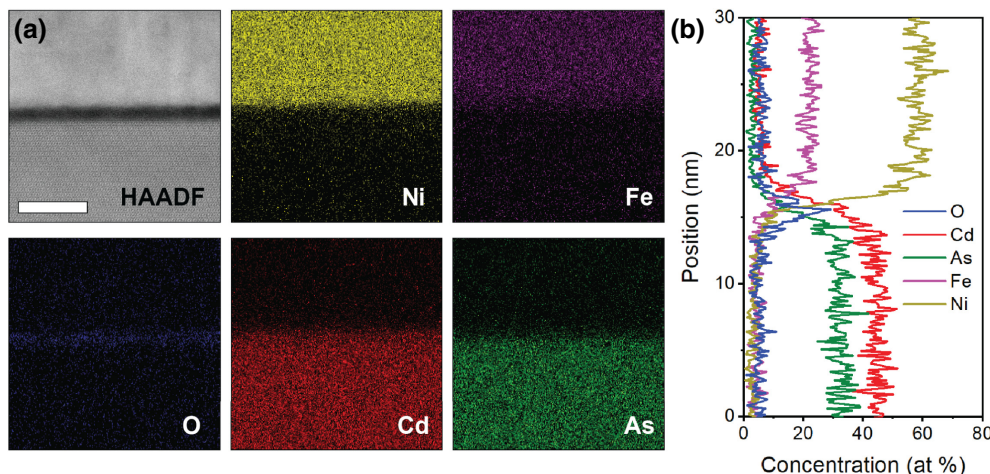 (a)
HAADF
Ni
Fe
O
Cd
As
(b)
30
20
10
0
Position (nm)
O
Cd
As
Fe
Ni
0 20 40 60 80
Concentration (at %)